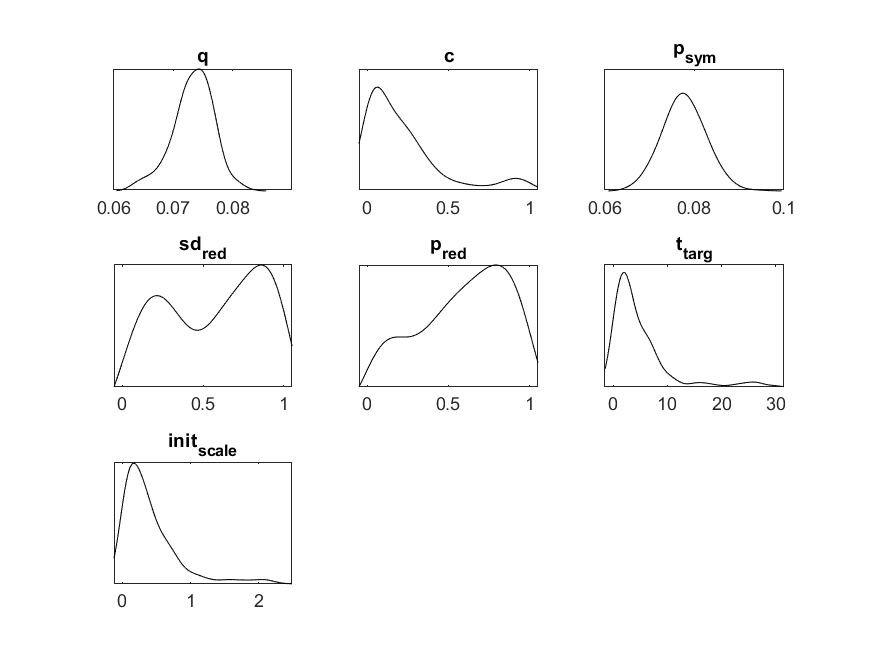 q c p_sym
0.06 0.07 0.08 0 0.5 1 0.06 0.08 0.1
sd_red p_red t_targ
0 0.5 1 0 0.5 1 0 10 20 30
init_scale
0 1 2